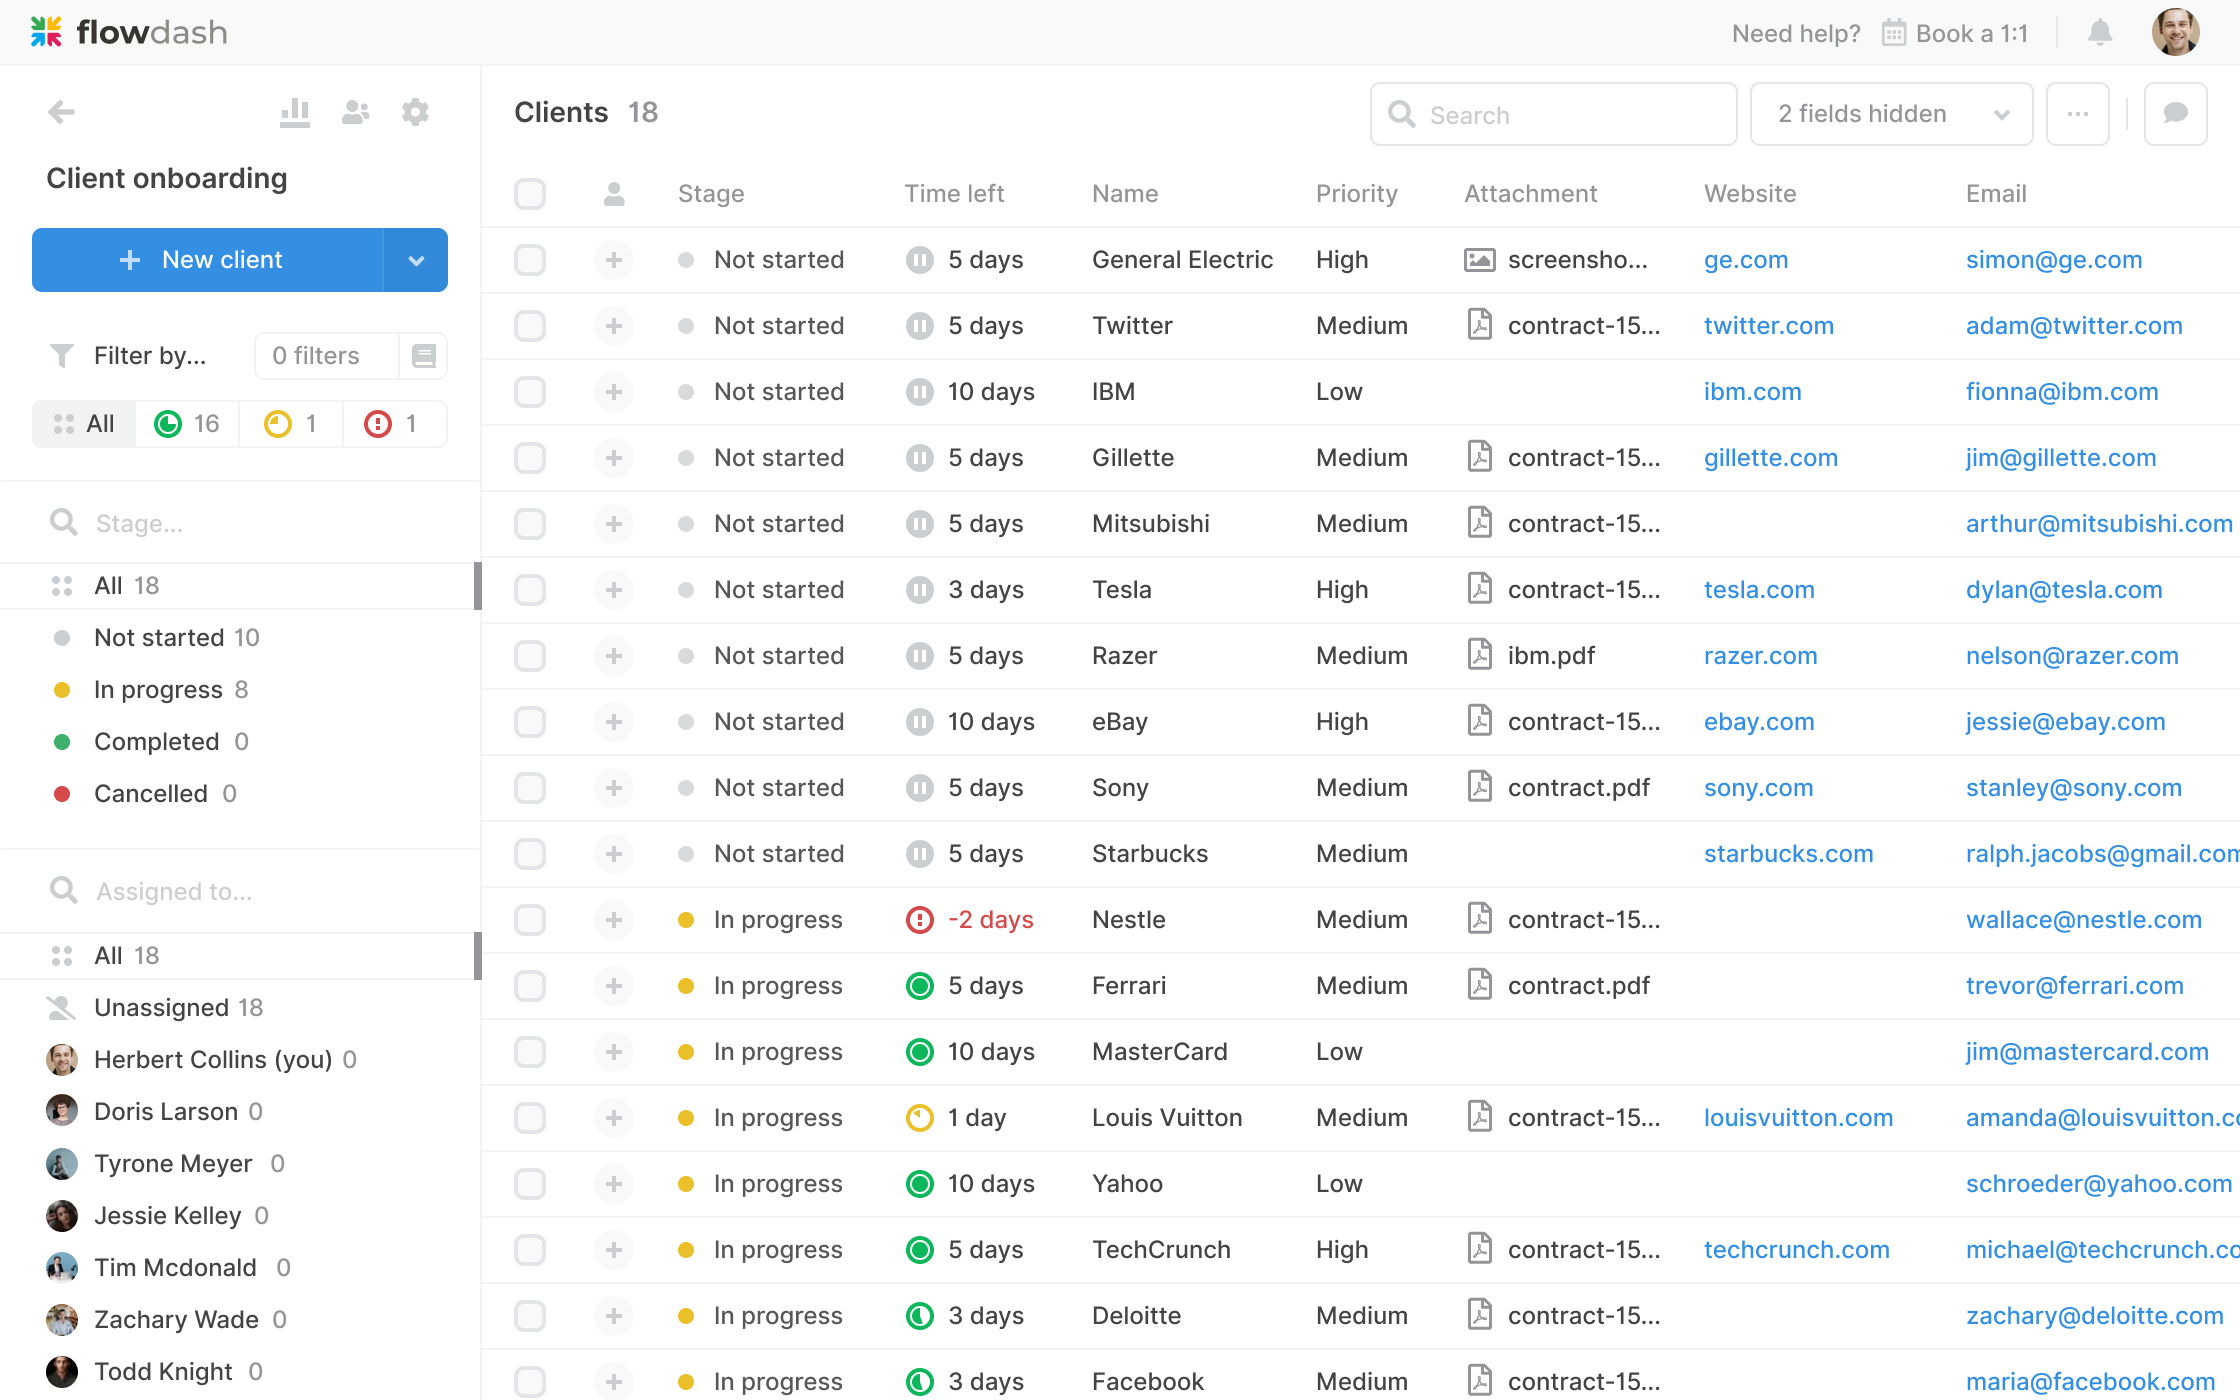 flowdash
Need help? Book a 1:1
Client onboarding
New client
Filter by... 0 filters
All 16 1 1
Stage...
All 18
Not started 10
In progress 8
Completed 0
Cancelled 0
Assigned to...
All 18
Unassigned 18
Herbert Collins (you) 0
Doris Larson 0
Tyrone Meyer 0
Jessie Kelley 0
Tim Mcdonald 0
Zachary Wade 0
Todd Knight 0
Clients 18
Search
2 fields hidden
Stage Time left Name Priority Attachment Website Email
Not started 5 days General Electric High screensho... ge.com simon@ge.com
Not started 5 days Twitter Medium contract-15... twitter.com adam@twitter.com
Not started 10 days IBM Low ibm.com fionna@ibm.com
Not started 5 days Gillette Medium contract-15... gillette.com jim@gillette.com
Not started 5 days Mitsubishi Medium contract-15... arthur@mitsubishi.com
Not started 3 days Tesla High contract-15... tesla.com dylan@tesla.com
Not started 5 days Razer Medium ibm.pdf razer.com nelson@razer.com
Not started 10 days eBay High contract-15... ebay.com jessie@ebay.com
Not started 5 days Sony Medium contract.pdf sony.com stanley@sony.com
Not started 5 days Starbucks Medium starbucks.com ralph.jacobs@gmail.com
In progress -2 days Nestle Medium contract-15... wallace@nestle.com
In progress 5 days Ferrari Medium contract.pdf trevor@ferrari.com
In progress 10 days MasterCard Low jim@mastercard.com
In progress 1 day Louis Vuitton Medium contract-15... louisvuitton.com amanda@louisvuitton.co
In progress 10 days Yahoo Low schroeder@yahoo.com
In progress 5 days TechCrunch High contract-15... techcrunch.com michael@techcrunch.co
In progress 3 days Deloitte Medium contract-15... zachary@deloitte.com
In progress 3 days Facebook Medium contract-15... maria@facebook.com